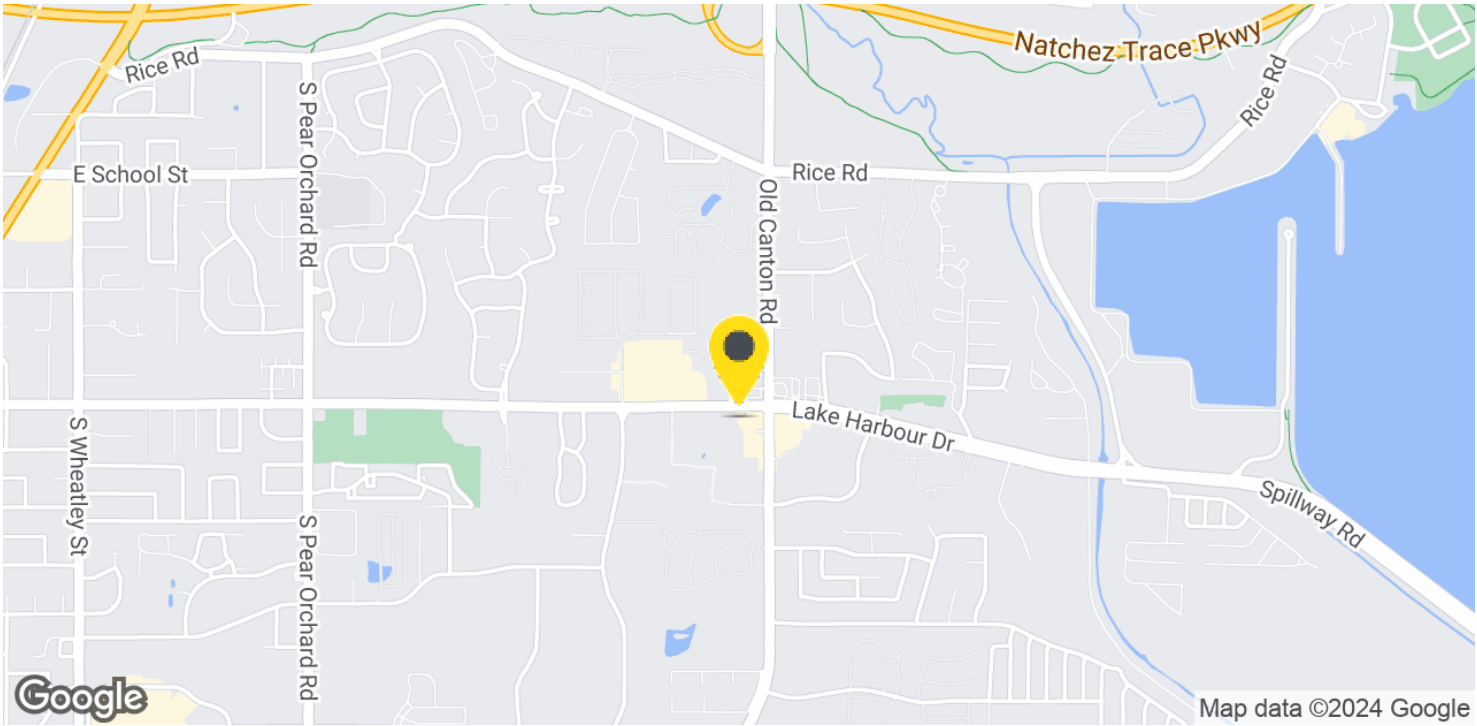 Natchez Trace Pkwy
Rice Rd
Rice Rd
S Pear Orchard Rd
E School St
Rice Rd
Old Canton Rd
Lake Harbour Dr
S Wheatley St
Spillway Rd
S Pear Orchard Rd
Google
Map data ©2024 Google